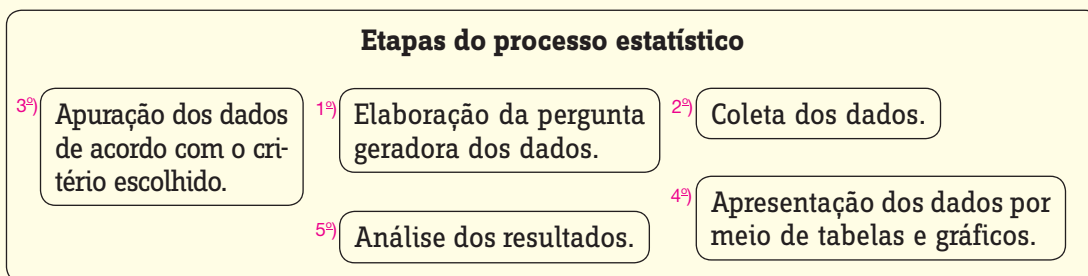 Etapas do processo estatístico
3º) Apuração dos dados
de acordo com o cri-
tério escolhido.
1º) Elaboração da pergunta
geradora dos dados.
2º) Coleta dos dados.
5º) Análise dos resultados.
4º) Apresentação dos dados por
meio de tabelas e gráficos.